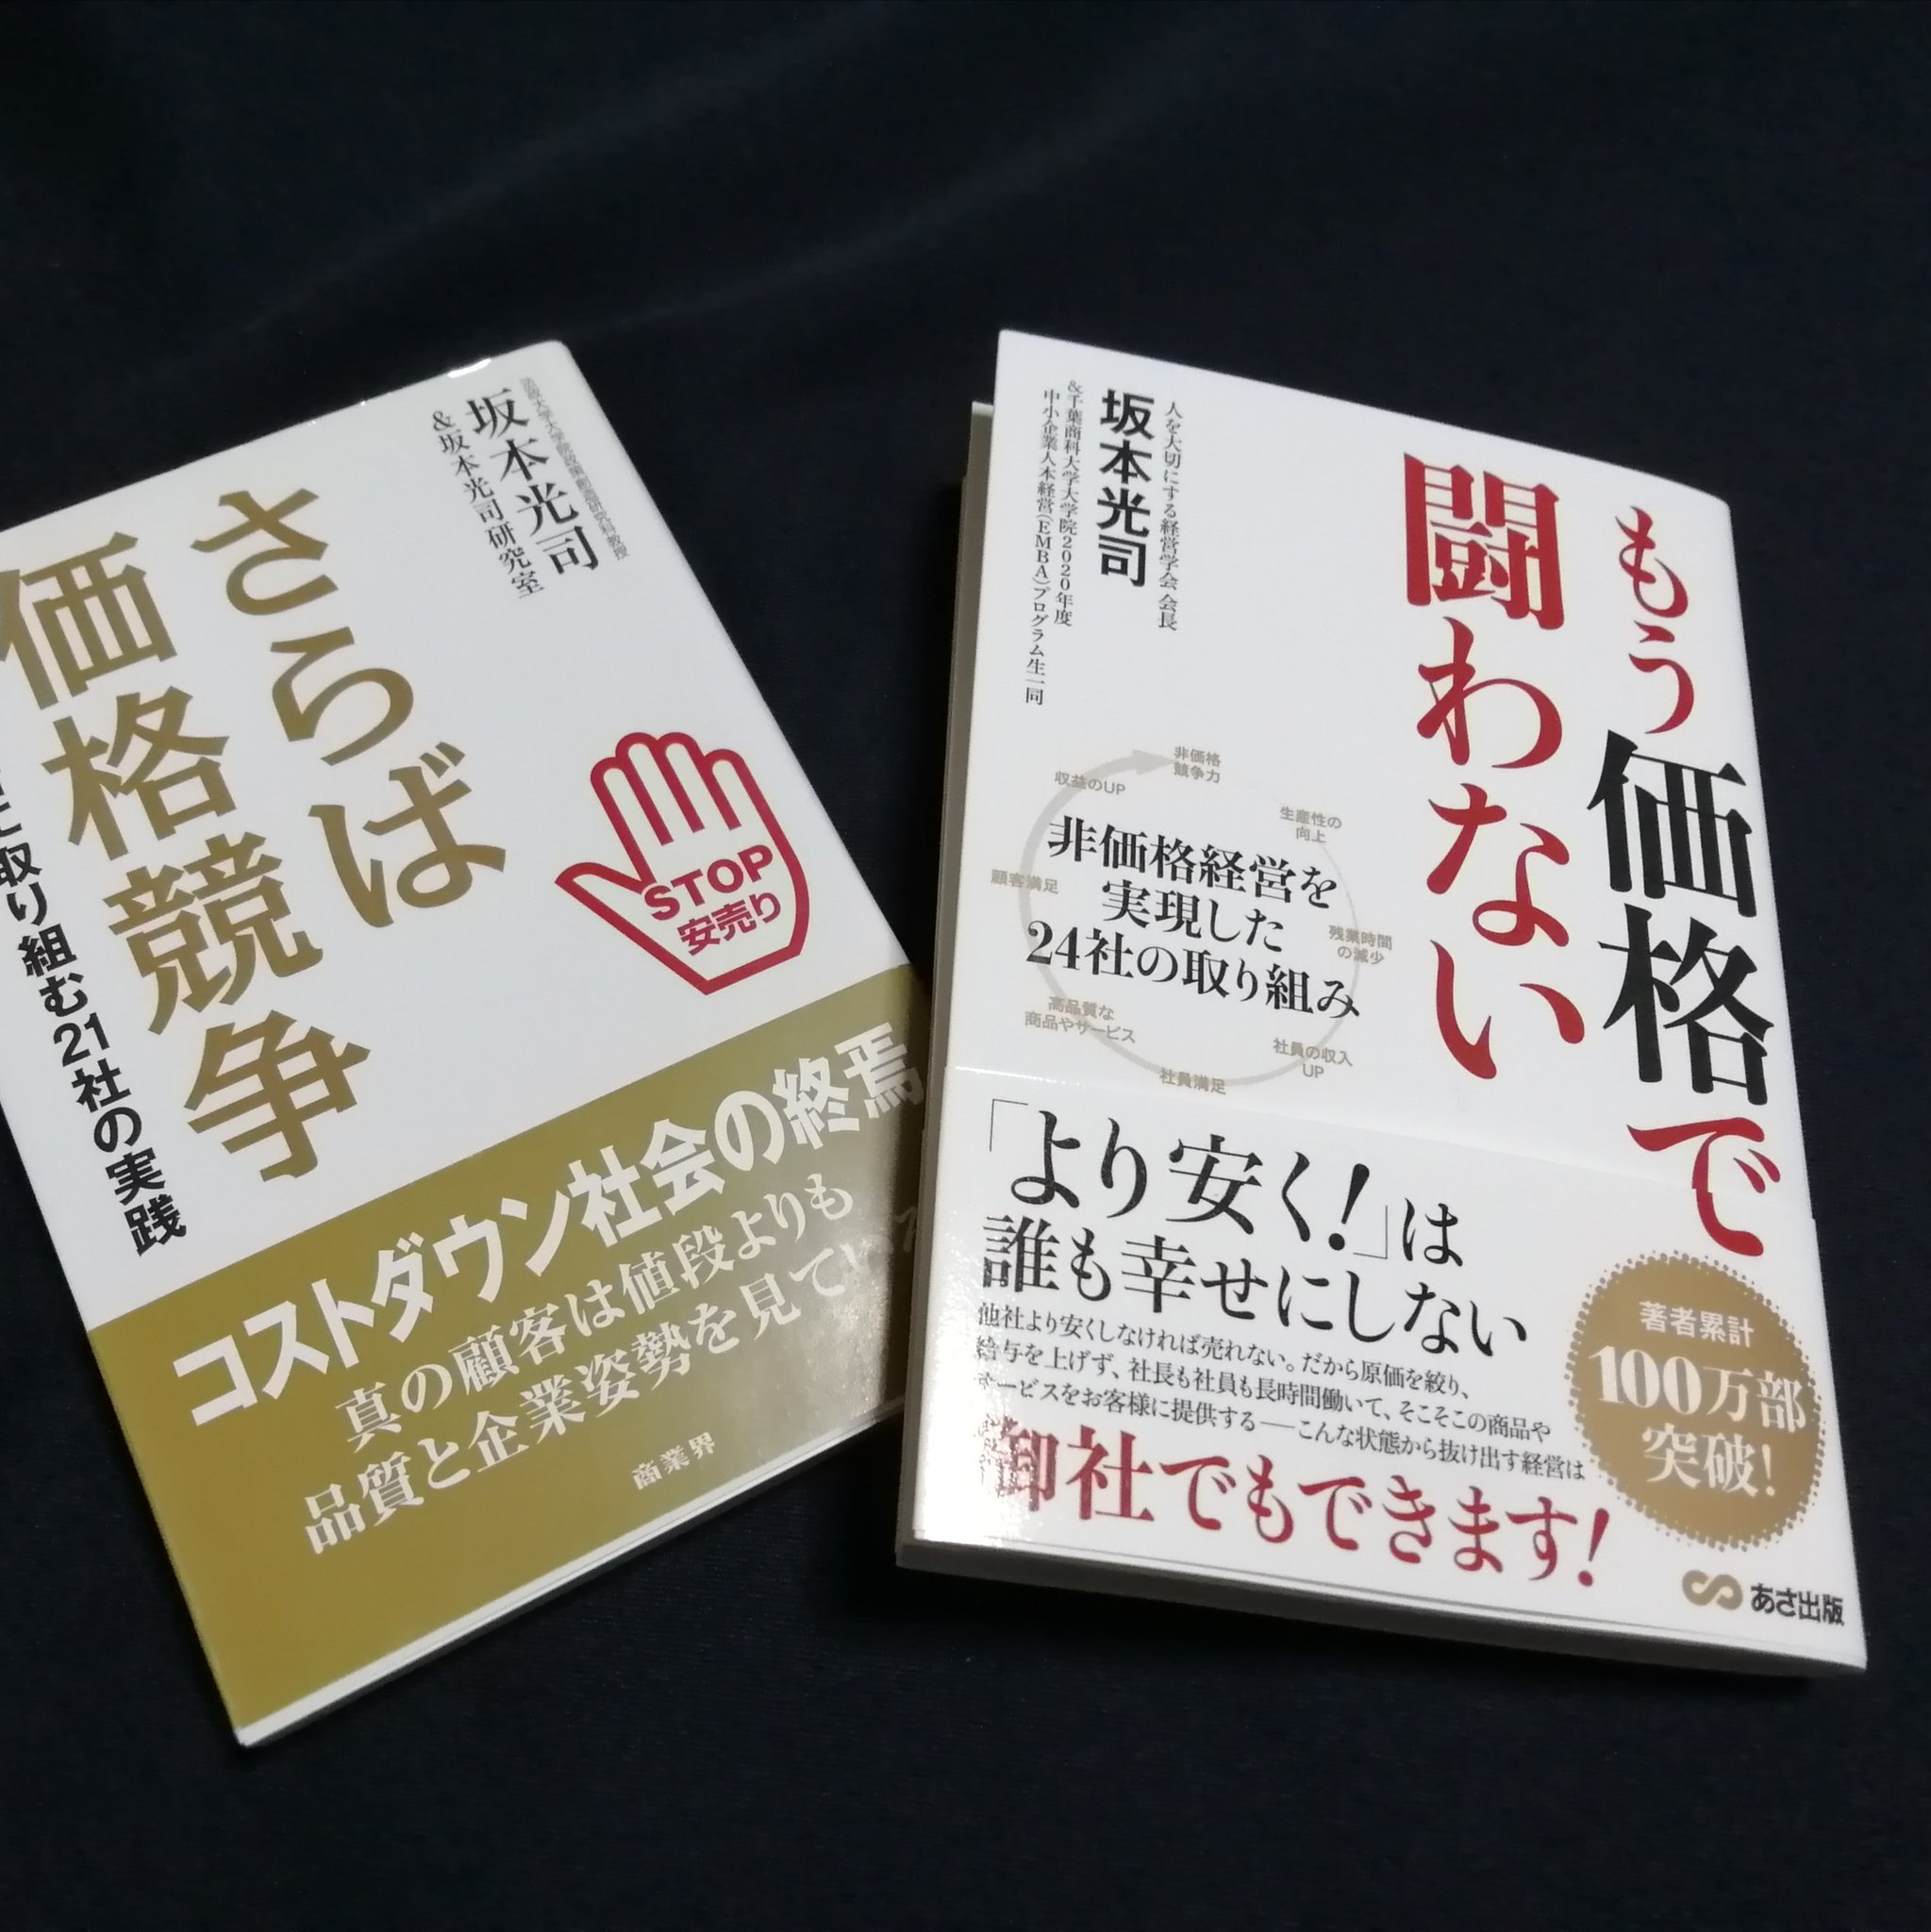 さらば
価格競争
取り組む21社の実践
法政大学大学院政策創造研究科教授
坂本光司
&坂本光司研究室
STOP
安売り
コストダウン社会の終焉
真の顧客は値段よりも
品質と企業姿勢を見ている
商業界
もう価格で
闘わない
人を大切にする経営学会 会長
坂本光司
&千葉商科大学大学院2020年度
中小企業人本経営(EMBA)プログラム生一同
非価格
競争力
生産性の
向上
残業時間
の減少
社員の収入
UP
社員満足
高品質な
商品やサービス
顧客満足
収益のUP
非価格経営を
実現した
24社の取り組み
「より安く!」は
誰も幸せにしない
他社より安くしなければ売れない。だから原価を絞り、
給与を上げず、社長も社員も長時間働いて、そこそこの商品や
サービスをお客様に提供する――こんな状態から抜け出す経営は
御社でもできます!
著者累計
100万部
突破!
あさ出版